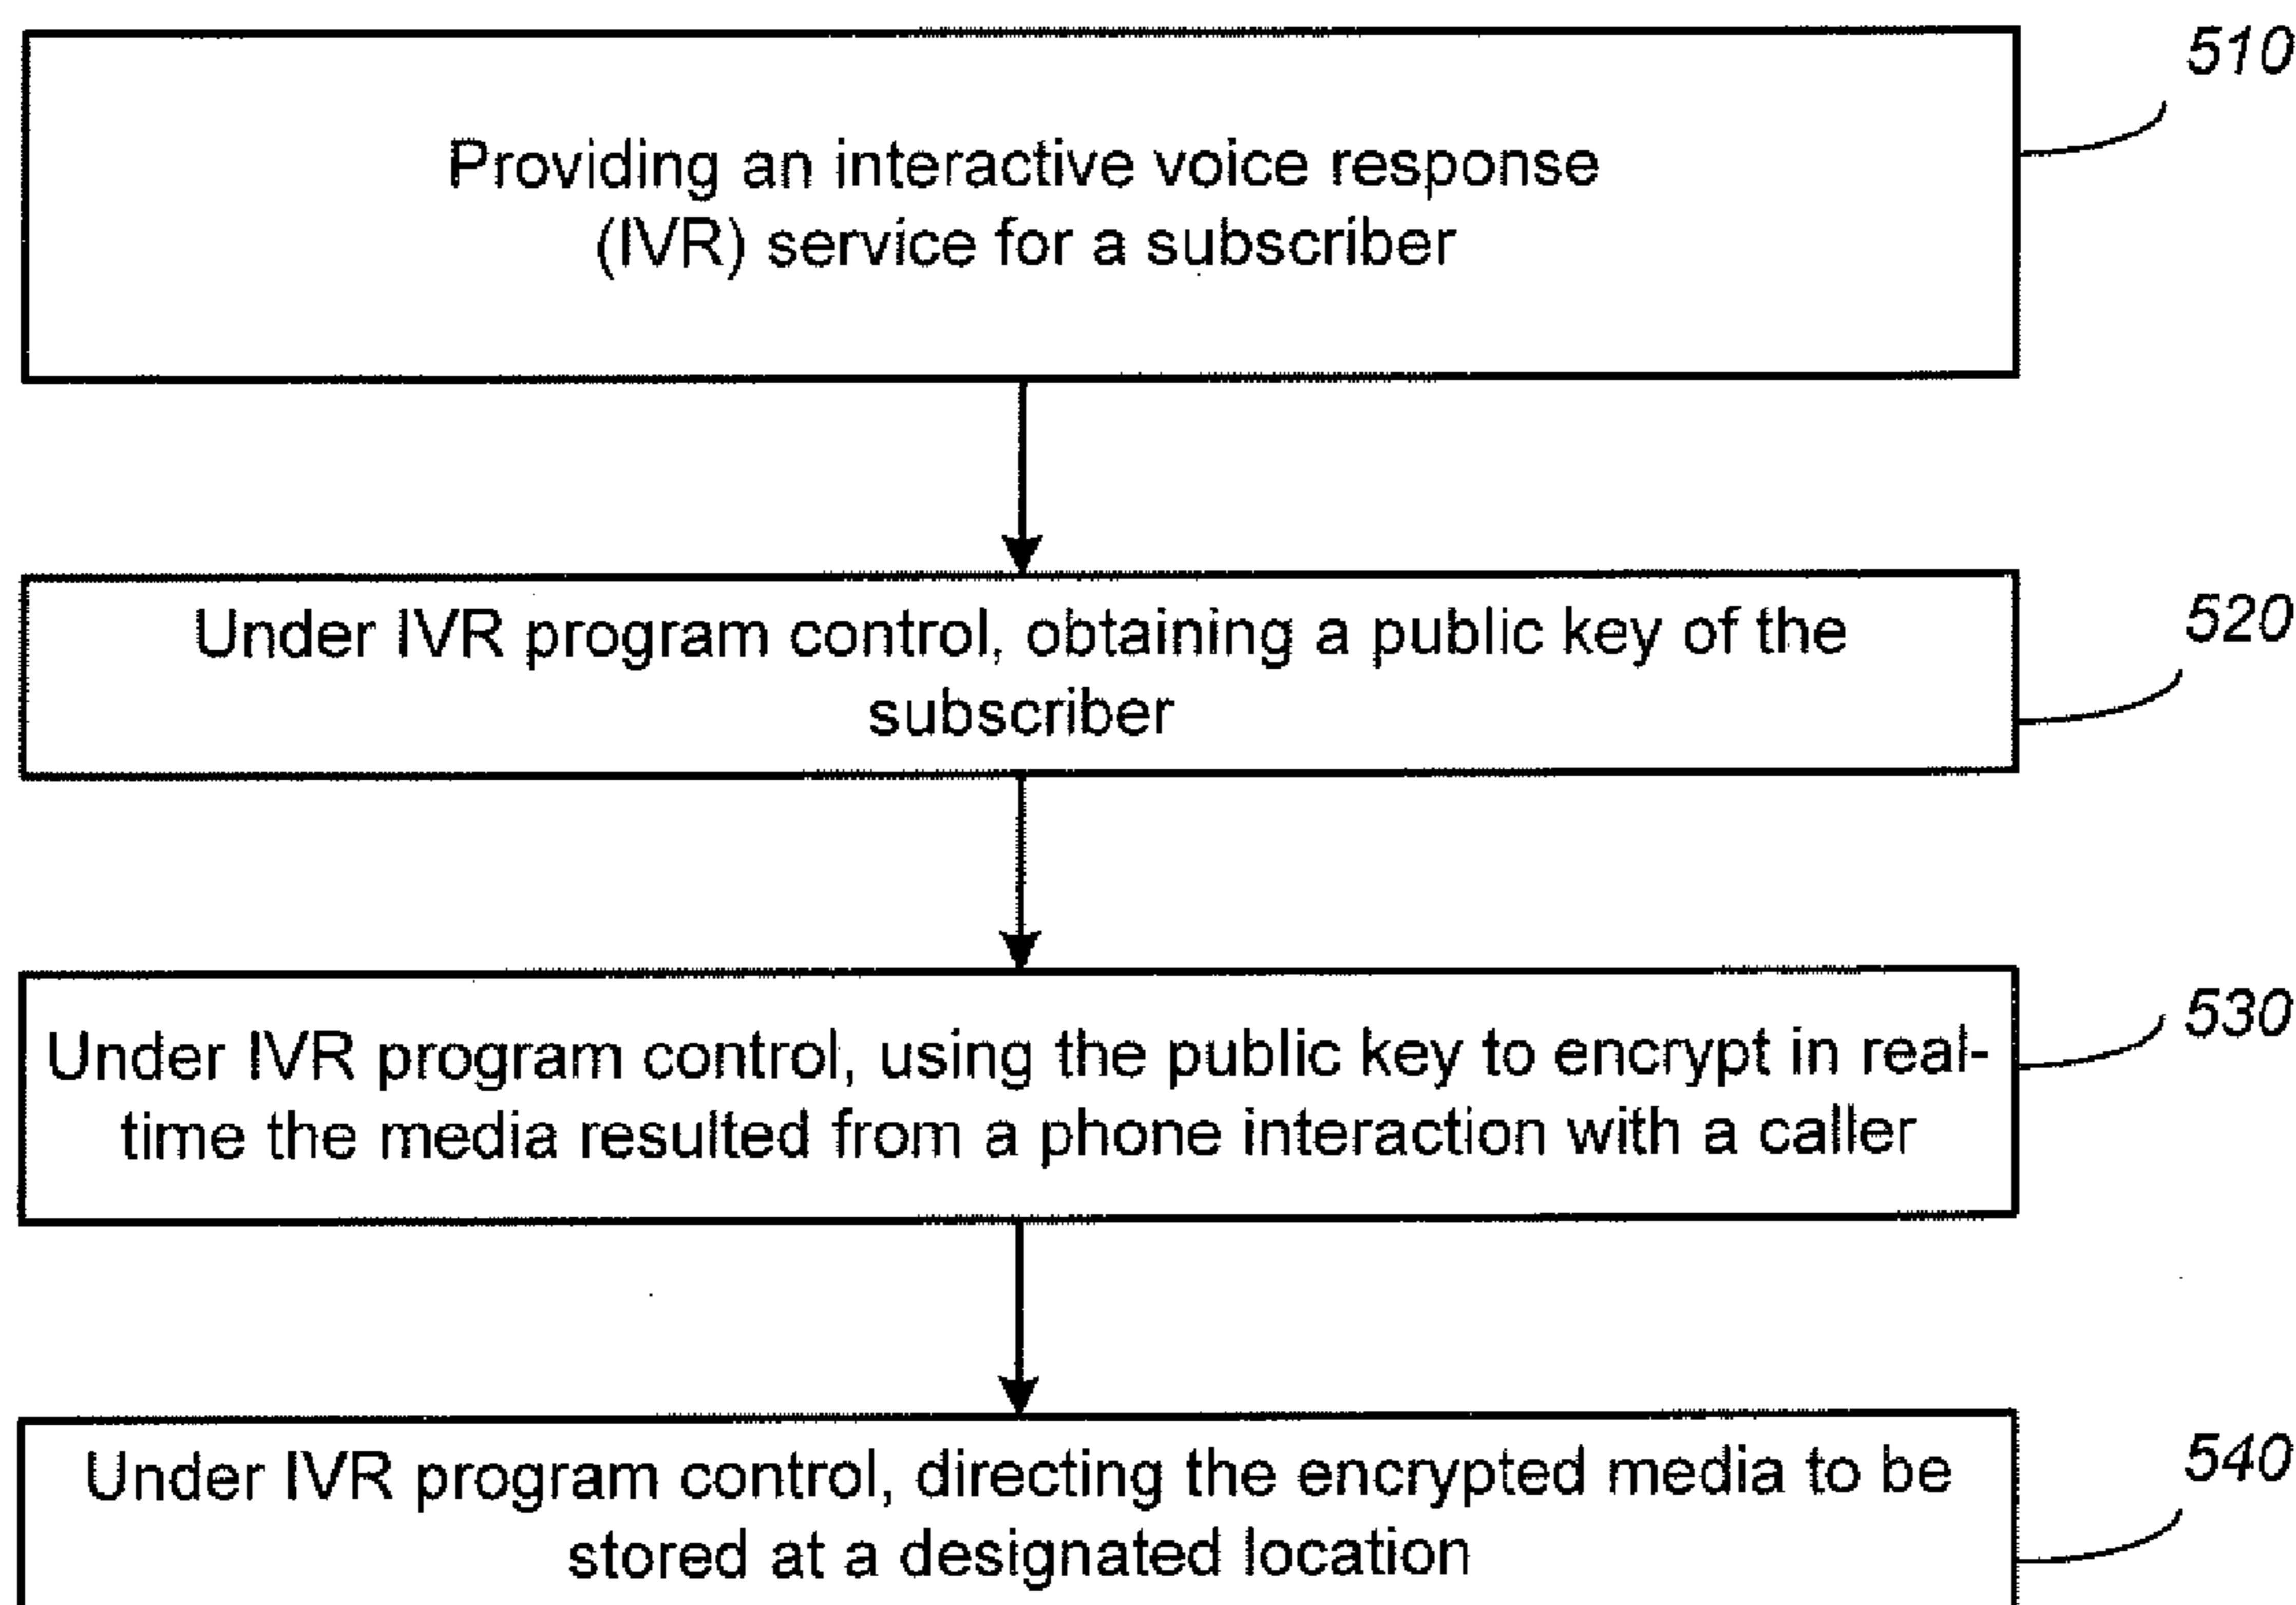 510
Providing an interactive voice response
(IVR) service for a subscriber
520
Under IVR program control, obtaining a public key of the
subscriber
530
Under IVR program control, using the public key to encrypt in real-
time the media resulted from a phone interaction with a caller
540
Under IVR program control, directing the encrypted media to be
stored at a designated location